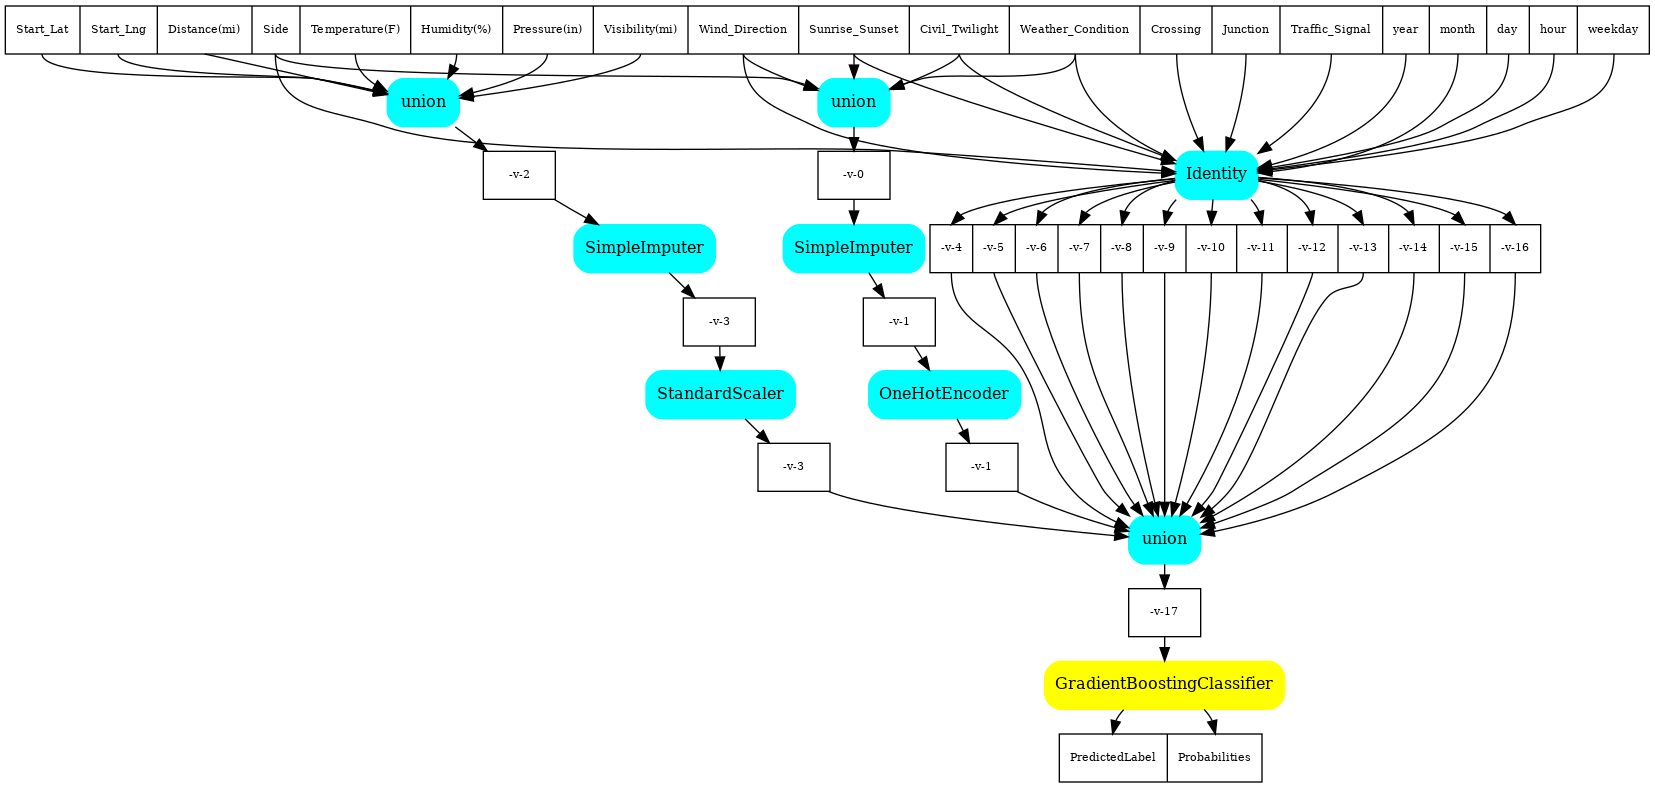 Start_Lat Start_Lng Distance(mi) Side Temperature(F) Humidity(%) Pressure(in) Visibility(mi) Wind_Direction Sunrise_Sunset Civil_Twilight Weather_Condition Crossing Junction Traffic_Signal year month day hour weekday
union union
-v-2 -v-0 Identity
SimpleImputer SimpleImputer -v-4 -v-5 -v-6 -v-7 -v-8 -v-9 -v-10 -v-11 -v-12 -v-13 -v-14 -v-15 -v-16
-v-3 -v-1
StandardScaler OneHotEncoder
-v-3 -v-1
union
-v-17
GradientBoostingClassifier
PredictedLabel Probabilities